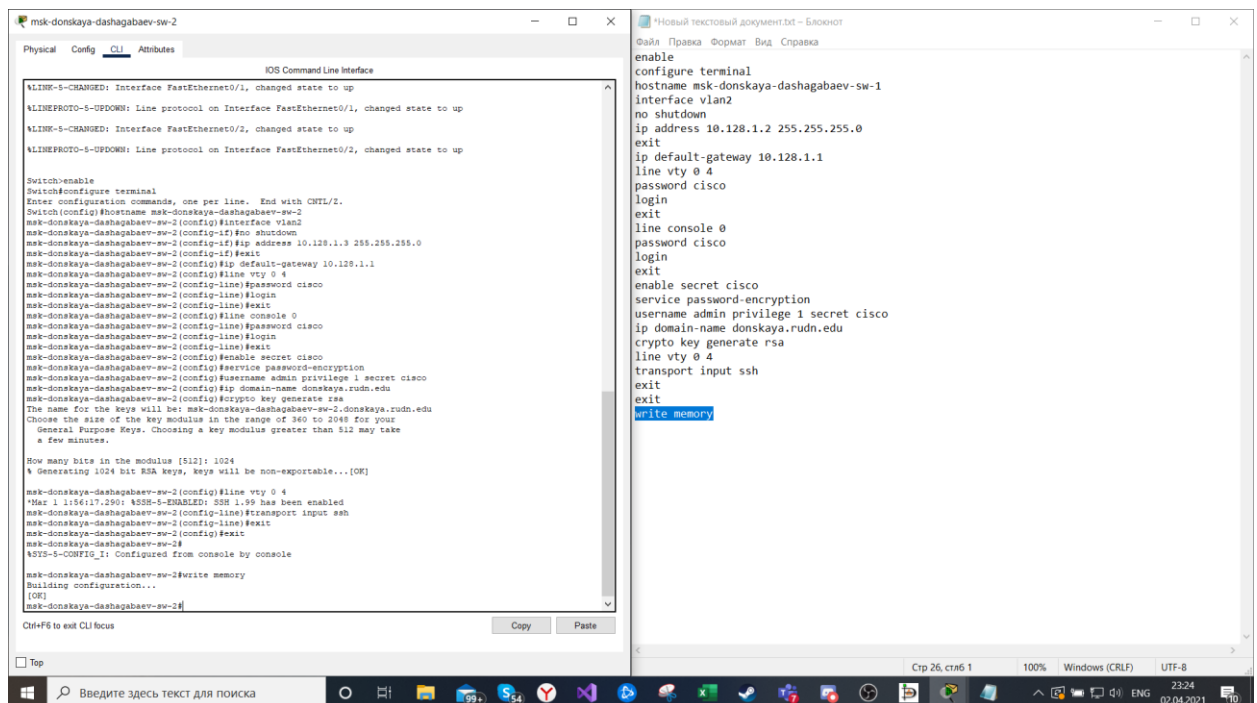 msk-donskaya-dashagabaev-sw-2
Physical Config CLI Attributes
IOS Command Line Interface
%LINK-5-CHANGED: Interface FastEthernet0/1, changed state to up
%LINEPROTO-5-UPDOWN: Line protocol on Interface FastEthernet0/1, changed state to up
%LINK-5-CHANGED: Interface FastEthernet0/2, changed state to up
%LINEPROTO-5-UPDOWN: Line protocol on Interface FastEthernet0/2, changed state to up
Switch>enable
Switch#configure terminal
Enter configuration commands, one per line. End with CNTL/Z.
Switch(config)#hostname msk-donskaya-dashagabaev-sw-2
msk-donskaya-dashagabaev-sw-2(config)#interface vlan2
msk-donskaya-dashagabaev-sw-2(config-if)#no shutdown
msk-donskaya-dashagabaev-sw-2(config-if)#ip address 10.128.1.3 255.255.255.0
msk-donskaya-dashagabaev-sw-2(config-if)#exit
msk-donskaya-dashagabaev-sw-2(config)#ip default-gateway 10.128.1.1
msk-donskaya-dashagabaev-sw-2(config)#line vty 0 4
msk-donskaya-dashagabaev-sw-2(config-line)#password cisco
msk-donskaya-dashagabaev-sw-2(config-line)#login
msk-donskaya-dashagabaev-sw-2(config-line)#exit
msk-donskaya-dashagabaev-sw-2(config)#line console 0
msk-donskaya-dashagabaev-sw-2(config-line)#password cisco
msk-donskaya-dashagabaev-sw-2(config-line)#login
msk-donskaya-dashagabaev-sw-2(config-line)#exit
msk-donskaya-dashagabaev-sw-2(config)#enable secret cisco
msk-donskaya-dashagabaev-sw-2(config)#service password-encryption
msk-donskaya-dashagabaev-sw-2(config)#username admin privilege 1 secret cisco
msk-donskaya-dashagabaev-sw-2(config)#ip domain-name donskaya.rudn.edu
msk-donskaya-dashagabaev-sw-2(config)#crypto key generate rsa
The name for the keys will be: msk-donskaya-dashagabaev-sw-2.donskaya.rudn.edu
Choose the size of the key modulus in the range of 360 to 2048 for your
General Purpose Keys. Choosing a key modulus greater than 512 may take
a few minutes.
How many bits in the modulus [512]: 1024
% Generating 1024 bit RSA keys, keys will be non-exportable...[OK]
msk-donskaya-dashagabaev-sw-2(config)#line vty 0 4
*Mar 1 1:56:17.290: %SSH-5-ENABLED: SSH 1.99 has been enabled
msk-donskaya-dashagabaev-sw-2(config-line)#transport input ssh
msk-donskaya-dashagabaev-sw-2(config-line)#exit
msk-donskaya-dashagabaev-sw-2(config)#exit
msk-donskaya-dashagabaev-sw-2#
%SYS-5-CONFIG_I: Configured from console by console
msk-donskaya-dashagabaev-sw-2#write memory
Building configuration...
[OK]
msk-donskaya-dashagabaev-sw-2#
Ctrl+F6 to exit CLI focus
Copy Paste
Top
*Новый текстовый документ.txt – Блокнот
Файл Правка Формат Вид Справка
enable
configure terminal
hostname msk-donskaya-dashagabaev-sw-1
interface vlan2
no shutdown
ip address 10.128.1.2 255.255.255.0
exit
ip default-gateway 10.128.1.1
line vty 0 4
password cisco
login
exit
line console 0
password cisco
login
exit
enable secret cisco
service password-encryption
username admin privilege 1 secret cisco
ip domain-name donskaya.rudn.edu
crypto key generate rsa
line vty 0 4
transport input ssh
exit
exit
write memory
Стр 26, стлб 1 100% Windows (CRLF) UTF-8
Введите здесь текст для поиска
99+ 54 ENG 23:24
02.04.2021 10